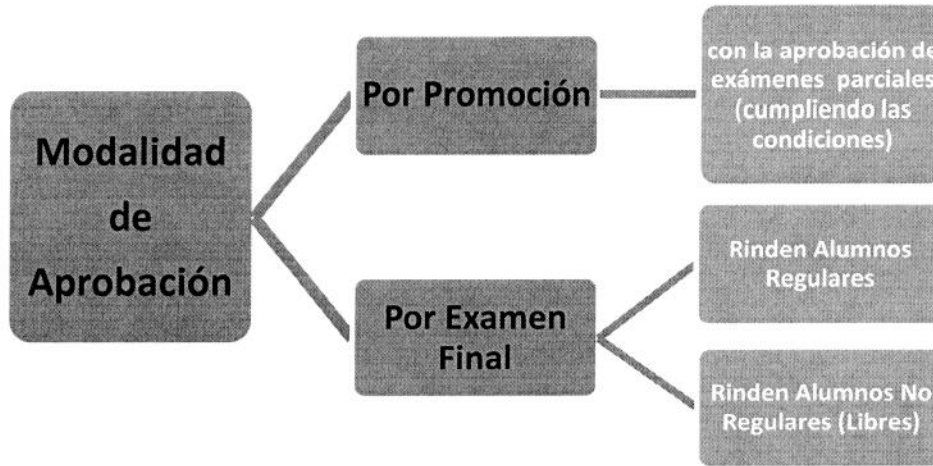 Modalidad
de
Aprobación
Por Promoción
con la aprobación de
exámenes parciales
(cumpliendo las
condiciones)
Por Examen
Final
Rinden Alumnos
Regulares
Rinden Alumnos No
Regulares (Libres)